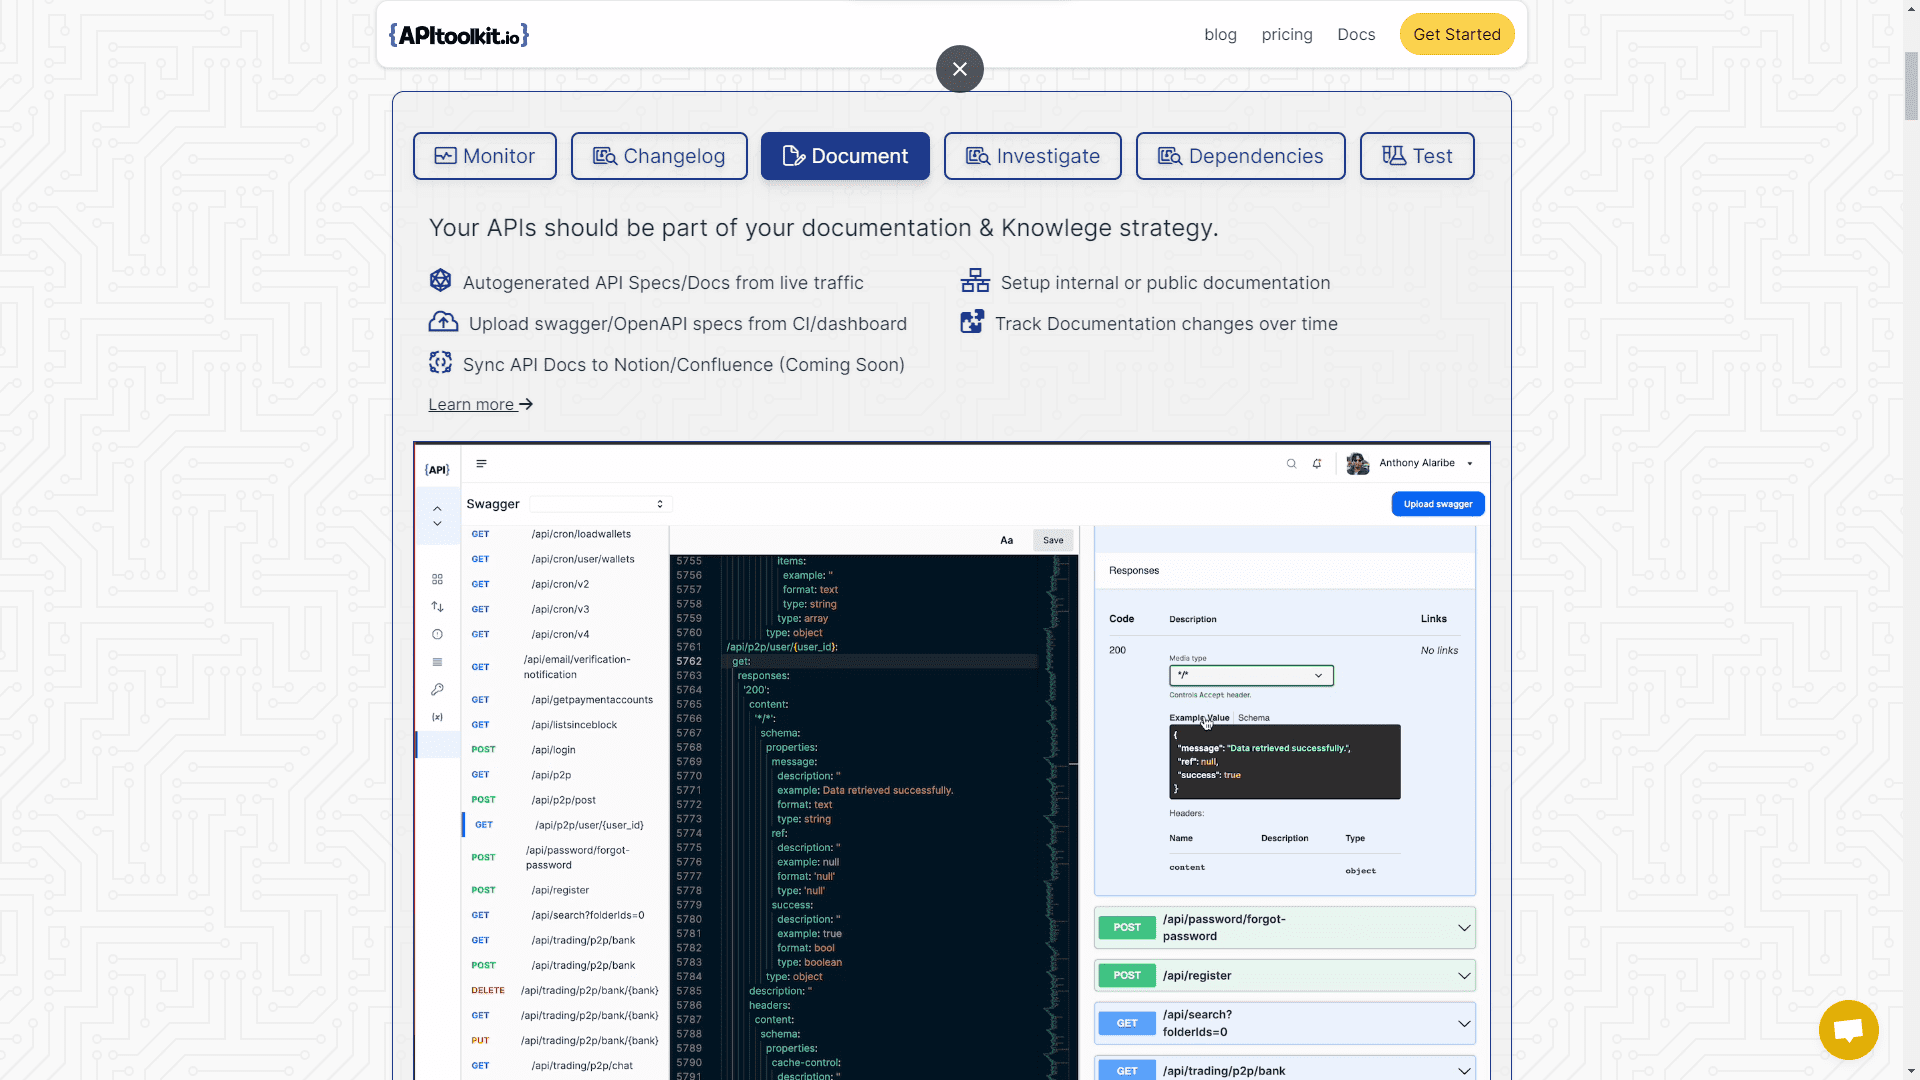 {APItoolkit.io}
blog pricing Docs Get Started
Monitor Changelog Document Investigate Dependencies Test
Your APIs should be part of your documentation & Knowlege strategy.
Autogenerated API Specs/Docs from live traffic
Setup internal or public documentation
Upload swagger/OpenAPI specs from CI/dashboard
Track Documentation changes over time
Sync API Docs to Notion/Confluence (Coming Soon)
Learn more
{API}
Anthony Alaribe
Swagger
Upload swagger
GET /api/cron/loadwallets
GET /api/cron/user/wallets
GET /api/cron/v2
GET /api/cron/v3
GET /api/cron/v4
GET /api/email/verification-
notification
GET /api/getpaymentaccounts
GET /api/listsinceblock
POST /api/login
GET /api/p2p
POST /api/p2p/post
GET /api/p2p/user/{user_id}
POST /api/password/forgot-
password
POST /api/register
GET /api/search?folderIds=0
GET /api/trading/p2p/bank
POST /api/trading/p2p/bank
DELETE /api/trading/p2p/bank/{bank}
GET /api/trading/p2p/bank/{bank}
PUT /api/trading/p2p/bank/{bank}
GET /api/trading/p2p/chat
Aa Save
5755 items:
5756 example: ''
5757 format: text
5758 type: string
5759 type: array
5760 type: object
5761 /api/p2p/user/{user_id}:
5762 get:
5763 responses:
5764 '200':
5765 content:
5766 '*/*':
5767 schema:
5768 properties:
5769 message:
5770 description: ''
5771 example: Data retrieved successfully.
5772 format: text
5773 type: string
5774 ref:
5775 description: ''
5776 example: null
5777 format: 'null'
5778 type: 'null'
5779 success:
5780 description: ''
5781 example: true
5782 format: bool
5783 type: boolean
5784 type: object
5785 description: ''
5786 headers:
5787 content:
5788 schema:
5789 properties:
5790 cache-control:
5791 description: ''
Responses
Code Description Links
200 No links
Media type
*/*
Controls Accept header.
Example Value Schema
{
"message": "Data retrieved successfully.",
"ref": null,
"success": true
}
Headers:
Name Description Type
content object
POST /api/password/forgot-
password
POST /api/register
GET /api/search?
folderIds=0
GET /api/trading/p2p/bank